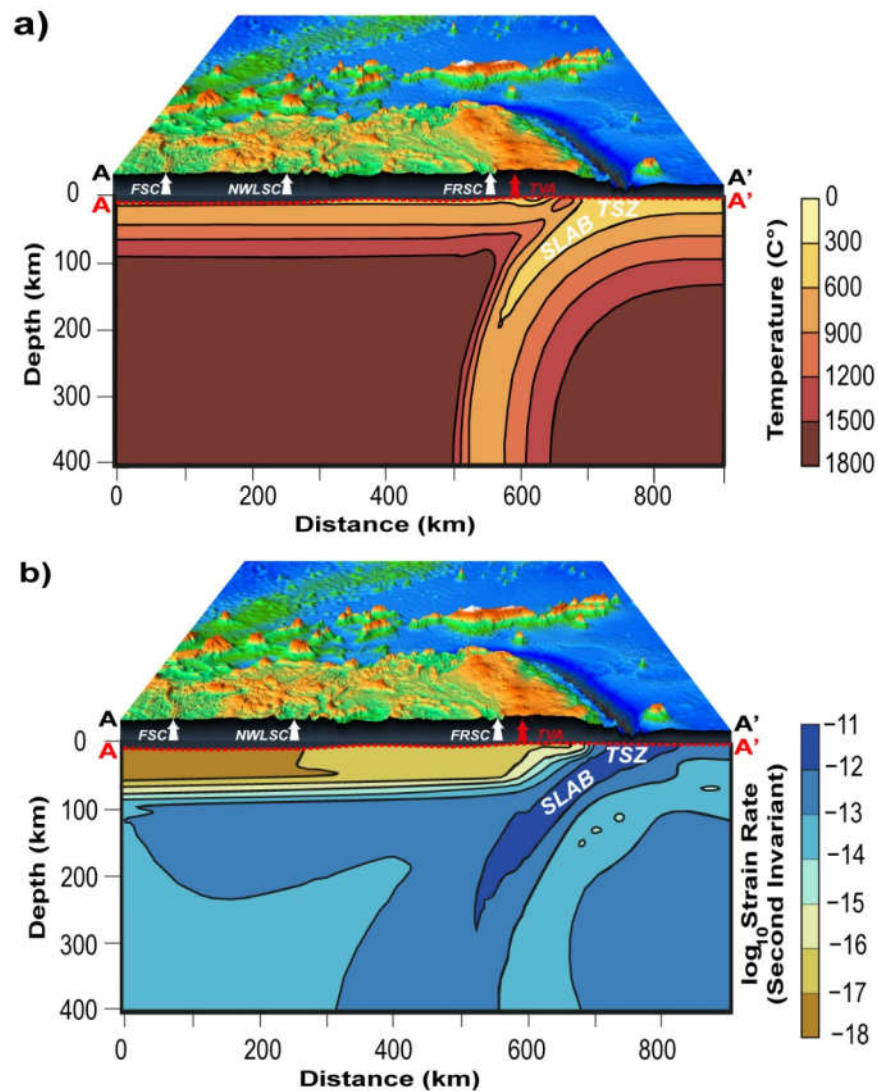 a)
A
A'
FSC
NWLSC
FRSC
TVA
A
A'
TSZ
SLAB
0
100
200
300
400
Depth (km)
0
200
400
600
800
Distance (km)
0
300
600
900
1200
1500
1800
Temperature (C°)
b)
A
A'
FSC
NWLSC
FRSC
TVA
A
A'
TSZ
SLAB
0
100
200
300
400
Depth (km)
0
200
400
600
800
Distance (km)
−11
−12
−13
−14
−15
−16
−17
−18
log10Strain Rate
(Second Invariant)